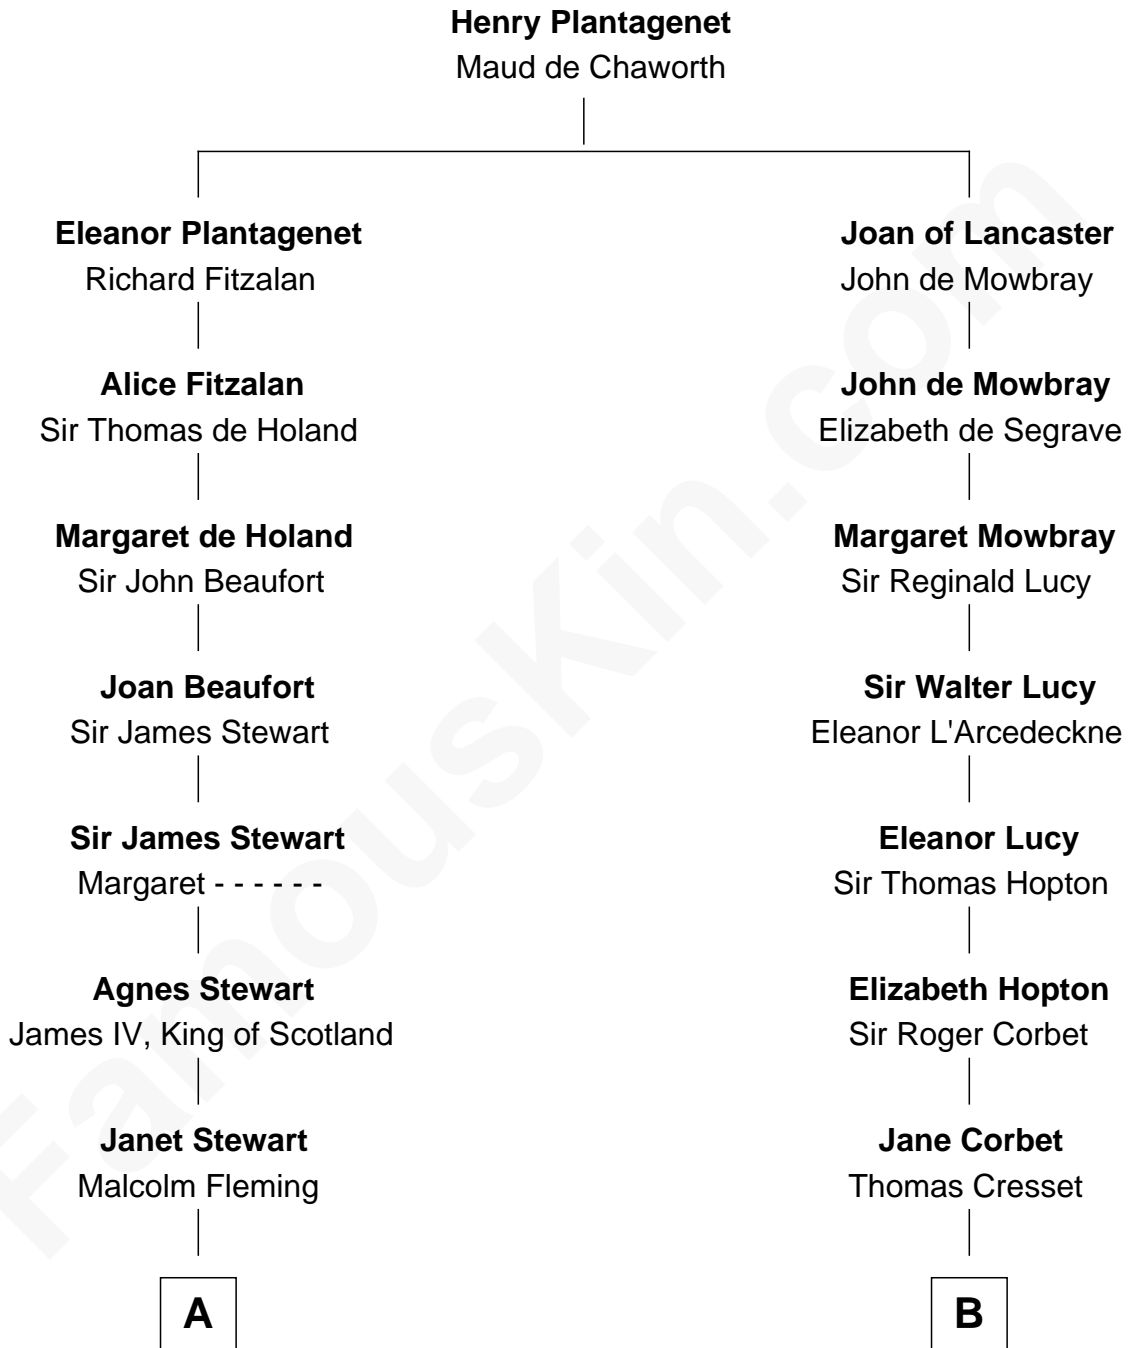 Henry Plantagenet
Maud de Chaworth
Eleanor Plantagenet
Richard Fitzalan
Joan of Lancaster
John de Mowbray
Alice Fitzalan
Sir Thomas de Holand
John de Mowbray
Elizabeth de Segrave
Margaret de Holand
Sir John Beaufort
Margaret Mowbray
Sir Reginald Lucy
Joan Beaufort
Sir James Stewart
Sir Walter Lucy
Eleanor L'Arcedeckne
Sir James Stewart
Margaret - - - - - -
Eleanor Lucy
Sir Thomas Hopton
Agnes Stewart
James IV, King of Scotland
Elizabeth Hopton
Sir Roger Corbet
Janet Stewart
Malcolm Fleming
Jane Corbet
Thomas Cresset
A
B
FamousKin.com